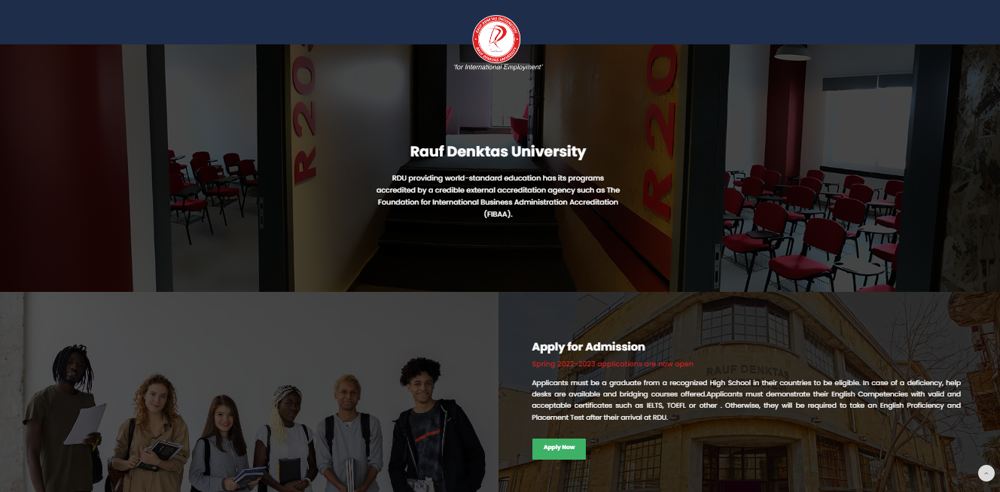 RAUF DENKTAS UNIVERSITY
'for International Employment'
R20
R20
Rauf Denktas University
RDU providing world-standard education has its programs
accredited by a credible external accreditation agency such as The
Foundation for International Business Administration Accreditation
(FIBAA).
Apply for Admission
Spring 2022-2023 applications are now open
RAUF DENKTAS
Applicants must be a graduate from a recognized High School in their countries to be eligible. In case of a deficiency, help
desks are available and bridging courses offered.Applicants must demonstrate their English Competencies with valid and
acceptable certificates such as IELTS, TOEFL or other . Otherwise, they will be required to take an English Proficiency and
Placement Test after their arrival at RDU.
Apply Now